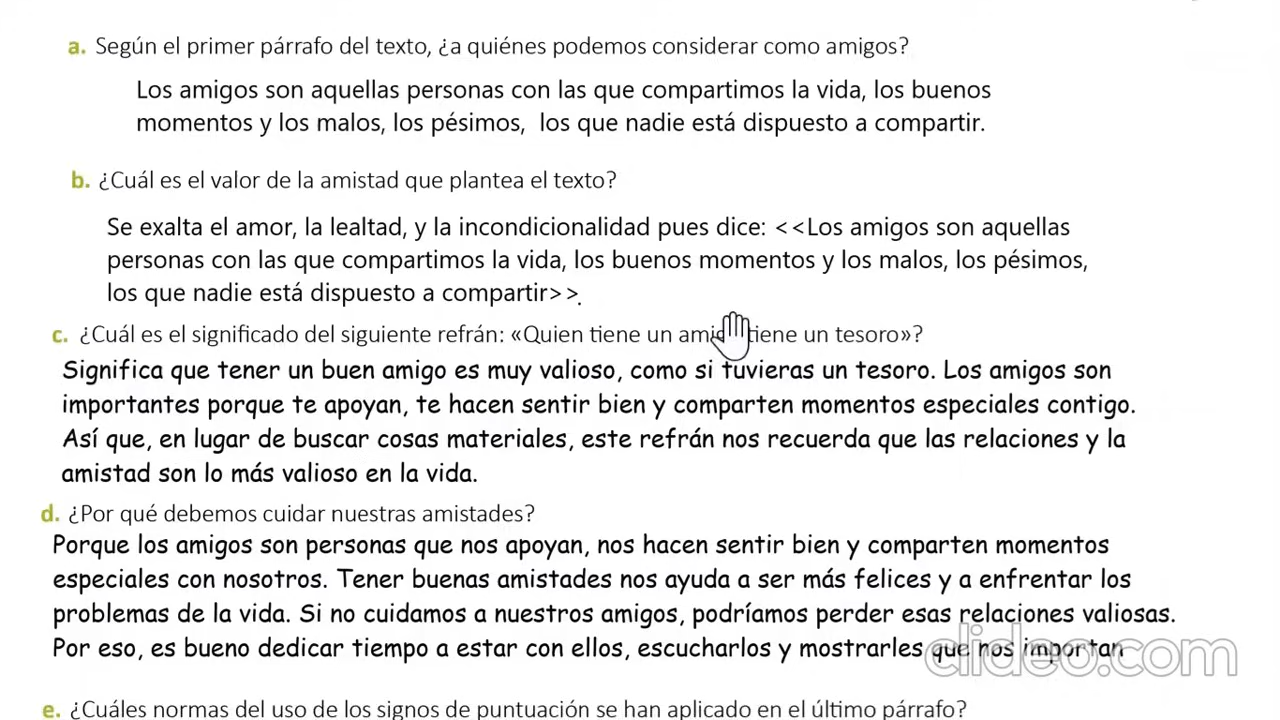 a. Según el primer párrafo del texto, ¿a quiénes podemos considerar como amigos?
Los amigos son aquellas personas con las que compartimos la vida, los buenos
momentos y los malos, los pésimos, los que nadie está dispuesto a compartir.
b. ¿Cuál es el valor de la amistad que plantea el texto?
Se exalta el amor, la lealtad, y la incondicionalidad pues dice: <<Los amigos son aquellas
personas con las que compartimos la vida, los buenos momentos y los malos, los pésimos,
los que nadie está dispuesto a compartir>>.
c. ¿Cuál es el significado del siguiente refrán: «Quien tiene un amigo tiene un tesoro»?
Significa que tener un buen amigo es muy valioso, como si tuvieras un tesoro. Los amigos son
importantes porque te apoyan, te hacen sentir bien y comparten momentos especiales contigo.
Así que, en lugar de buscar cosas materiales, este refrán nos recuerda que las relaciones y la
amistad son lo más valioso en la vida.
d. ¿Por qué debemos cuidar nuestras amistades?
Porque los amigos son personas que nos apoyan, nos hacen sentir bien y comparten momentos
especiales con nosotros. Tener buenas amistades nos ayuda a ser más felices y a enfrentar los
problemas de la vida. Si no cuidamos a nuestros amigos, podríamos perder esas relaciones valiosas.
Por eso, es bueno dedicar tiempo a estar con ellos, escucharlos y mostrarles que nos importan
clideo.com
e. ¿Cuáles normas del uso de los signos de puntuación se han aplicado en el último párrafo?